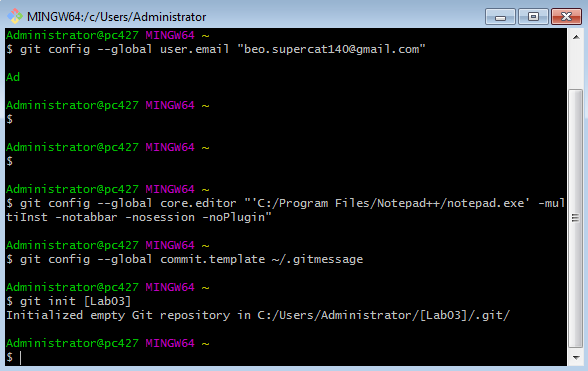 MINGW64:/c/Users/Administrator
Administrator@pc427 MINGW64 ~
$ git config --global user.email "beo.supercat140@gmail.com"
Ad
Administrator@pc427 MINGW64 ~
$
Administrator@pc427 MINGW64 ~
$
Administrator@pc427 MINGW64 ~
$ git config --global core.editor "'C:/Program Files/Notepad++/notepad.exe' -mul
tiInst -notabbar -nosession -noPlugin"
Administrator@pc427 MINGW64 ~
$ git config --global commit.template ~/.gitmessage
Administrator@pc427 MINGW64 ~
$ git init [Lab03]
Initialized empty Git repository in C:/Users/Administrator/[Lab03]/.git/
Administrator@pc427 MINGW64 ~
$